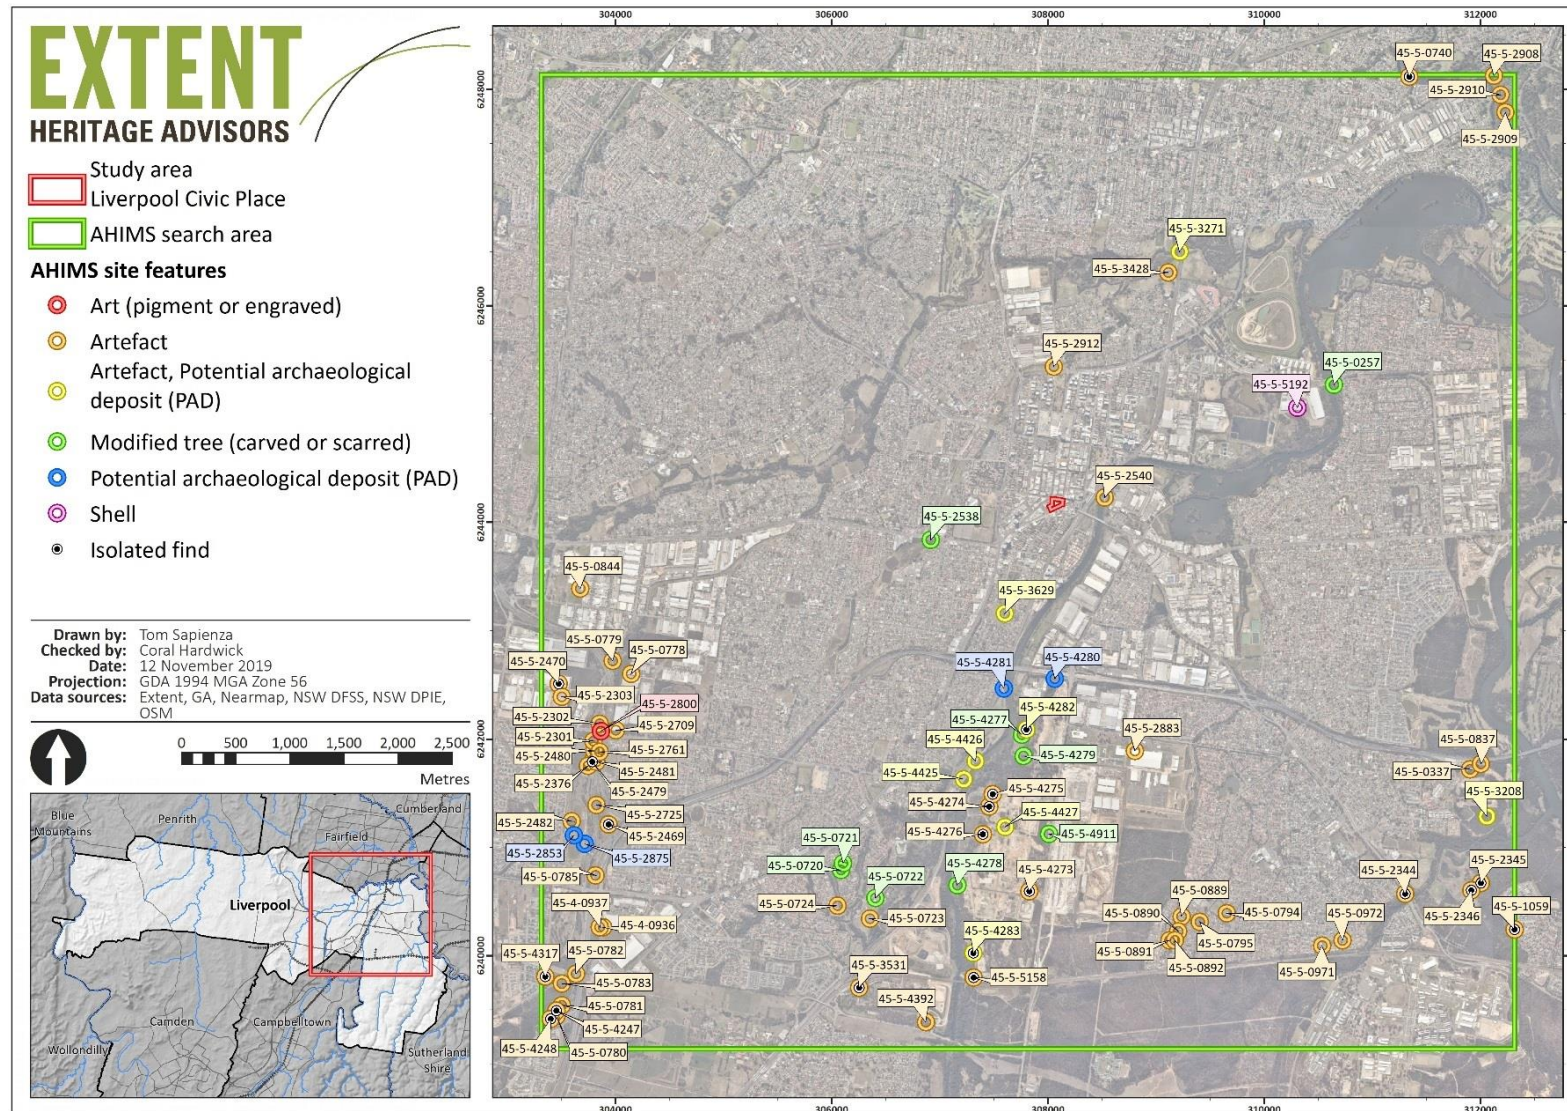 EXTENT
HERITAGE ADVISORS
Study area
Liverpool Civic Place
AHIMS search area
AHIMS site features
Art (pigment or engraved)
Artefact
Artefact, Potential archaeological
deposit (PAD)
Modified tree (carved or scarred)
Potential archaeological deposit (PAD)
Shell
Isolated find
Drawn by: Tom Sapienza
Checked by: Coral Hardwick
Date: 12 November 2019
Projection: GDA 1994 MGA Zone 56
Data sources: Extent, GA, Nearmap, NSW DFSS, NSW DPIE,
OSM
0 500 1,000 1,500 2,000 2,500
Metres
Blue
Mountains
Penrith
Cumberland
Fairfield
Liverpool
Camden
Campbelltown
Wollondilly
Sutherland
Shire
304000 306000 308000 310000 312000
6248000
6246000
6244000
6242000
6240000
45-5-0740
45-5-2908
45-5-2910
45-5-2909
45-5-3271
45-5-3428
45-5-2912
45-5-0257
45-5-5192
45-5-2540
45-5-2538
45-5-0844
45-5-3629
45-5-0779
45-5-0778
45-5-2470
45-5-2303
45-5-4281
45-5-4280
45-5-2800
45-5-2302
45-5-2709
45-5-4282
45-5-4277
45-5-2301
45-5-2761
45-5-2480
45-5-4426
45-5-4279
45-5-2883
45-5-0837
45-5-0337
45-5-2481
45-5-2376
45-5-4425
45-5-2479
45-5-4275
45-5-4274
45-5-3208
45-5-2725
45-5-2482
45-5-4427
45-5-2469
45-5-4276
45-5-4911
45-5-0721
45-5-2853
45-5-2875
45-5-0720
45-5-0722
45-5-4278
45-5-4273
45-5-2345
45-5-2344
45-5-0785
45-5-0889
45-5-2346
45-5-1059
45-4-0937
45-5-0724
45-5-0890
45-5-0794
45-5-0972
45-4-0936
45-5-0723
45-5-0795
45-5-4283
45-5-0891
45-5-0892
45-5-0971
45-5-4317
45-5-0782
45-5-0783
45-5-3531
45-5-5158
45-5-4392
45-5-0781
45-5-4247
45-5-4248
45-5-0780
304000 306000 308000 310000 312000